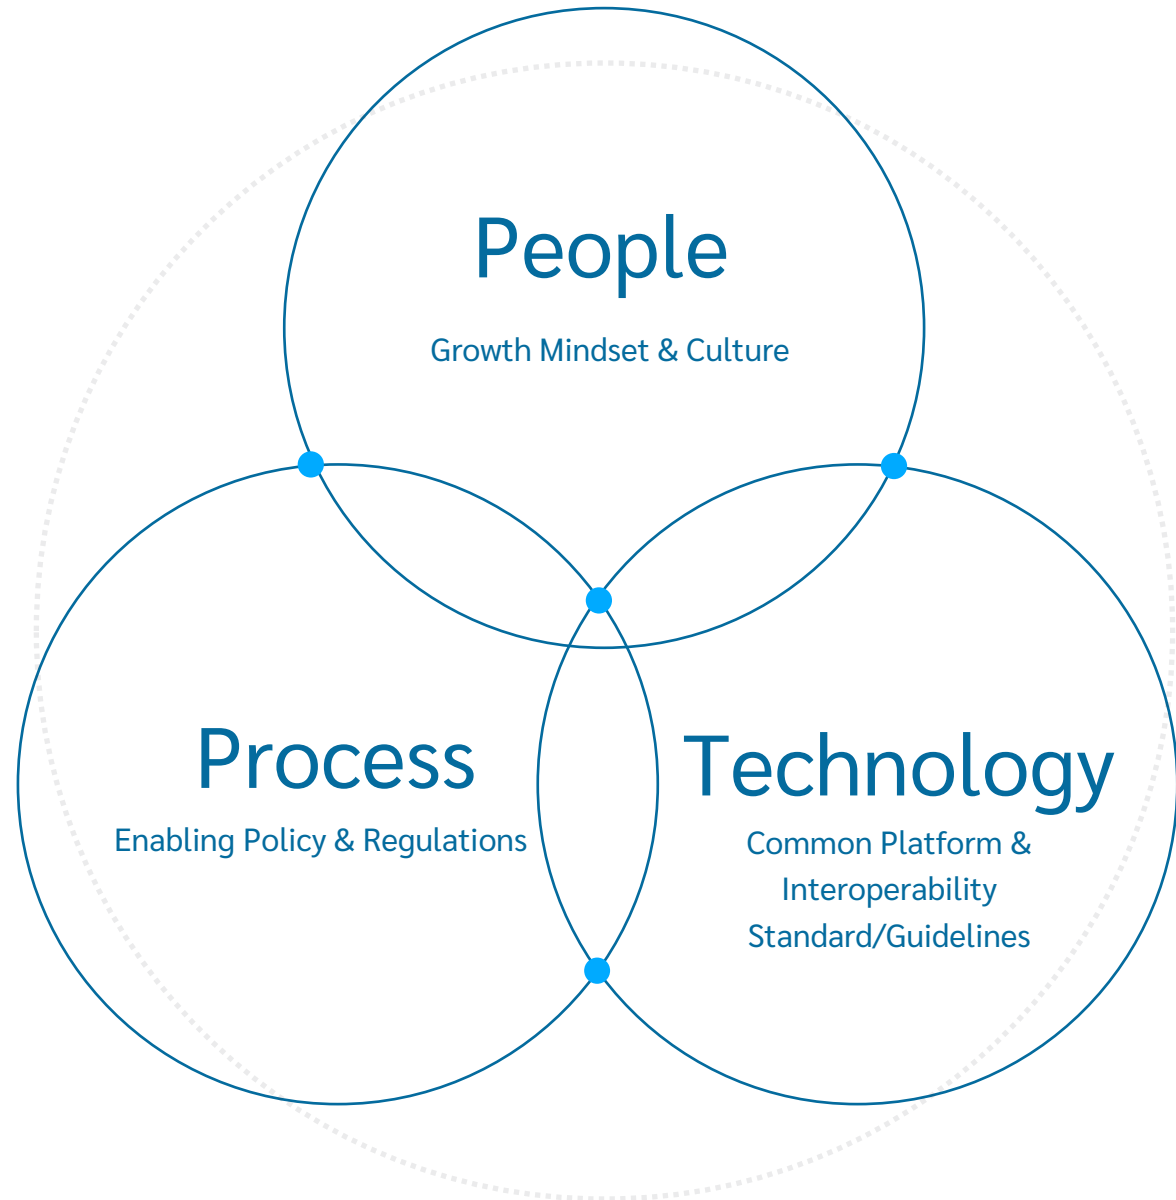 People
Growth Mindset & Culture
Process
Enabling Policy & Regulations
Technology
Common Platform &
Interoperability
Standard/Guidelines